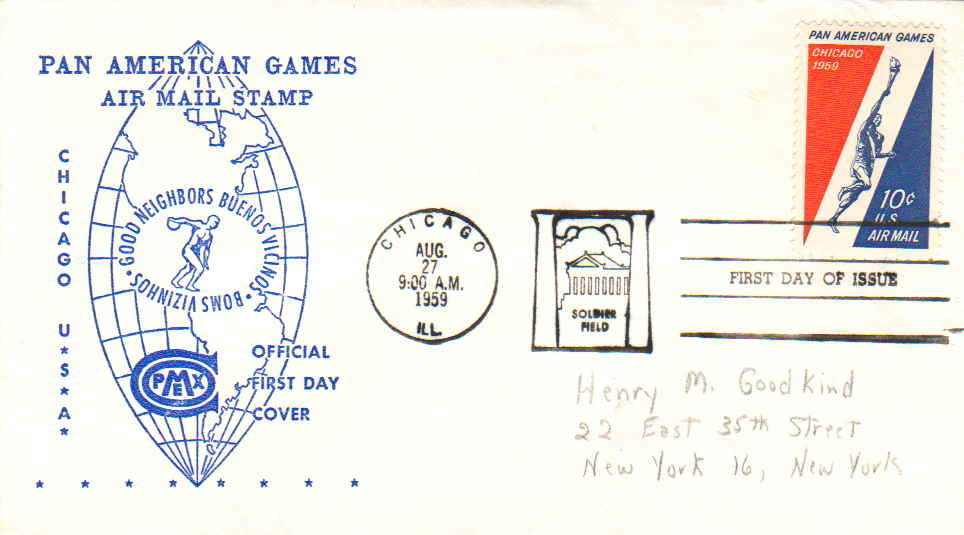 PAN AMERICAN GAMES
AIR MAIL STAMP
CHICAGO U*S*A*
GOOD NEIGHBORS BUENOS VICINOS • BOMS VIZINHOS •
CPMEX
OFFICIAL
FIRST DAY
COVER
* * * * * * * * *
CHICAGO
AUG.
27
9:00 A.M.
1959
ILL.
SOLDIER
FIELD
PAN AMERICAN GAMES
CHICAGO
1959
10¢
U.S.
AIR MAIL
FIRST DAY OF ISSUE
Henry M. Goodkind
22 East 35th Street
New York 16, New York